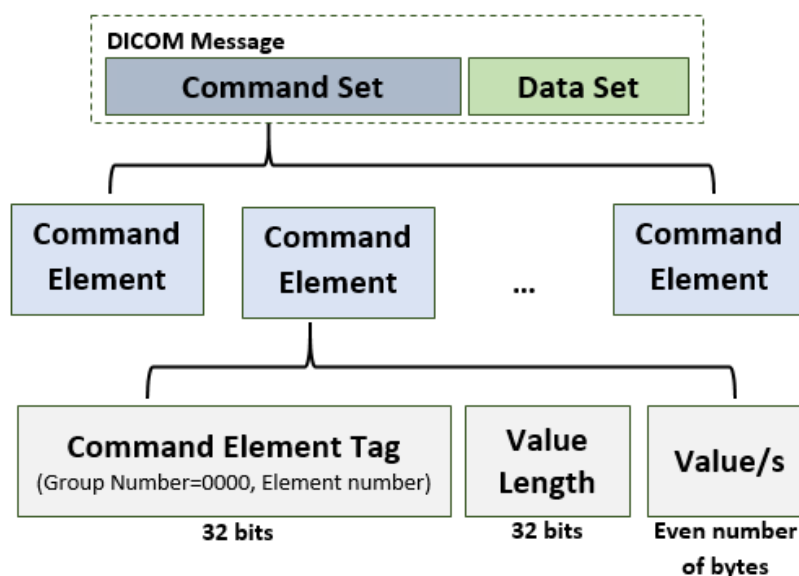 DICOM Message
Command Set
Data Set
Command
Element
Command
Element
...
Command
Element
Command Element Tag
(Group Number=0000, Element number)
Value
Length
Value/s
32 bits
32 bits
Even number
of bytes